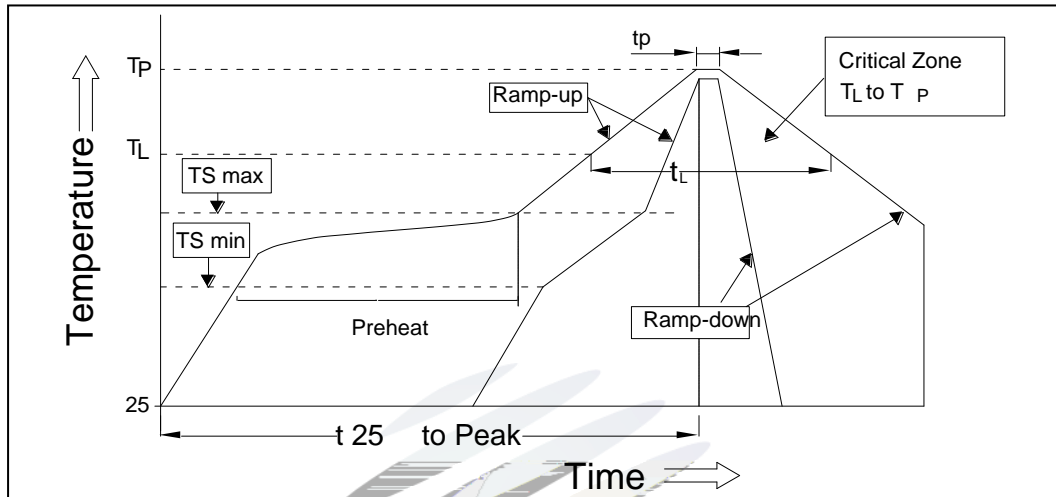 tp
Critical Zone
TL to T P
TP
Ramp-up
TL
TS max
tL
TS min
Temperature
Preheat
Ramp-down
25
t 25 to Peak
Time